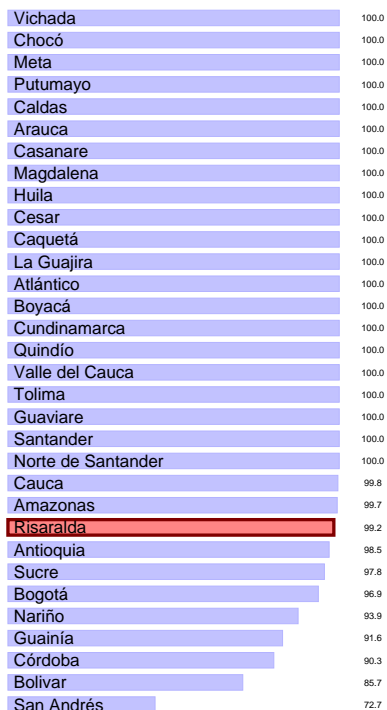 Vichada 100.0
Chocó 100.0
Meta 100.0
Putumayo 100.0
Caldas 100.0
Arauca 100.0
Casanare 100.0
Magdalena 100.0
Huila 100.0
Cesar 100.0
Caquetá 100.0
La Guajira 100.0
Atlántico 100.0
Boyacá 100.0
Cundinamarca 100.0
Quindío 100.0
Valle del Cauca 100.0
Tolima 100.0
Guaviare 100.0
Santander 100.0
Norte de Santander 100.0
Cauca 99.8
Amazonas 99.7
Risaralda 99.2
Antioquia 98.5
Sucre 97.8
Bogotá 96.9
Nariño 93.9
Guainía 91.6
Córdoba 90.3
Bolivar 85.7
San Andrés 72.7